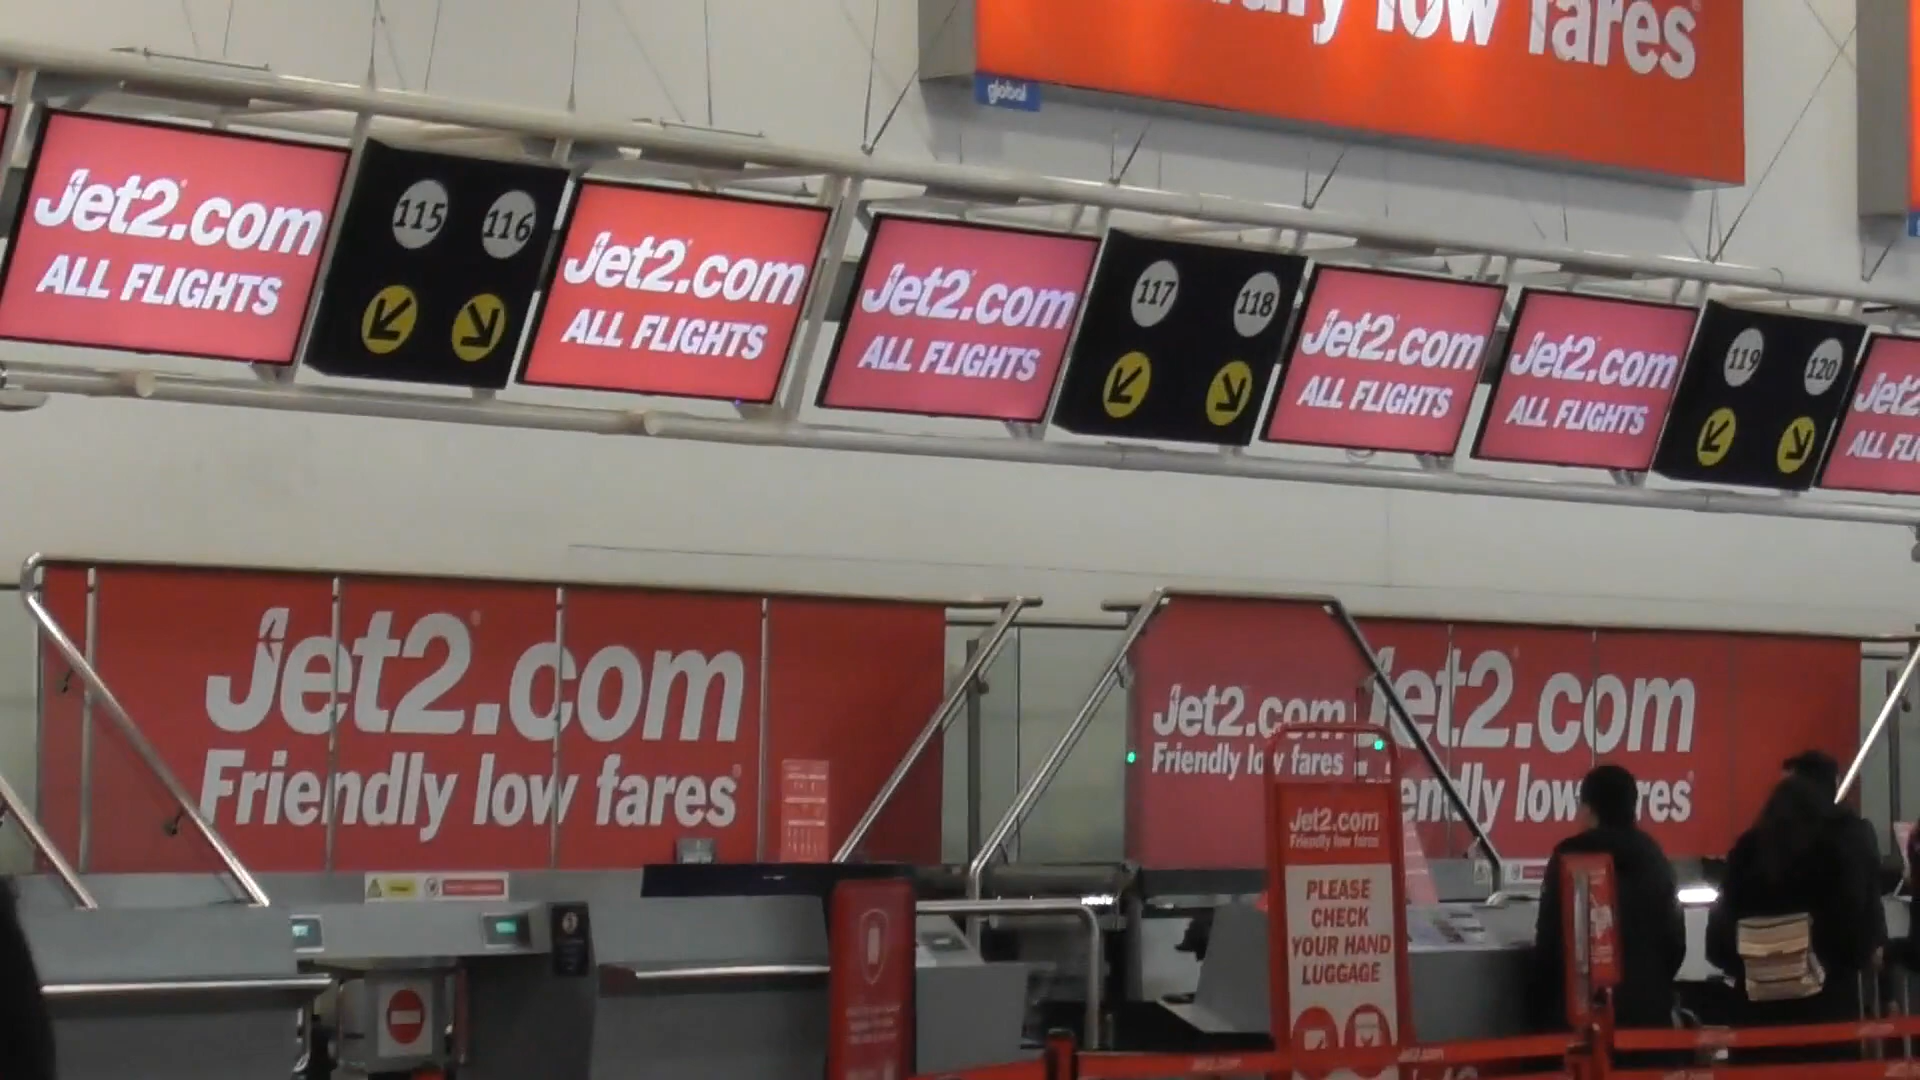 low fares
global
Jet2.com
ALL FLIGHTS
115 116
Jet2.com
ALL FLIGHTS
Jet2.com
ALL FLIGHTS
117 118
Jet2.com
ALL FLIGHTS
Jet2.com
ALL FLIGHTS
119 120
Jet2
ALL
Jet2.com
Friendly low fares
Jet2.com
Friendly low fares
Jet2.com
low
Jet2.com
Friendly low fares
PLEASE
CHECK
YOUR HAND
LUGGAGE